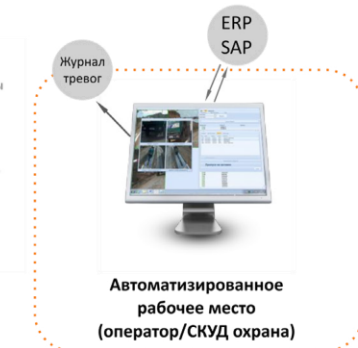 ERP
SAP
Журнал
тревог
ы
Автоматизированное
рабочее место
(оператор/СКУД охрана)